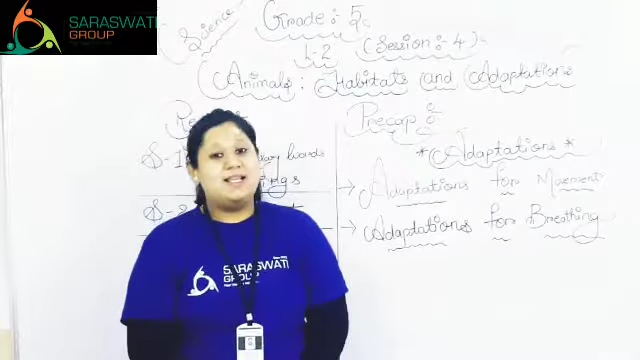 SARASWATI
GROUP
Science
Grade :- 5
L-2 (Session :- 4)
(Animals : Habitats and Adaptations
Precap :-
* Adaptations *
→ Adaptations for Movement
→ Adaptations for Breathing
S-1
S-2
SARASWATI
GROUP